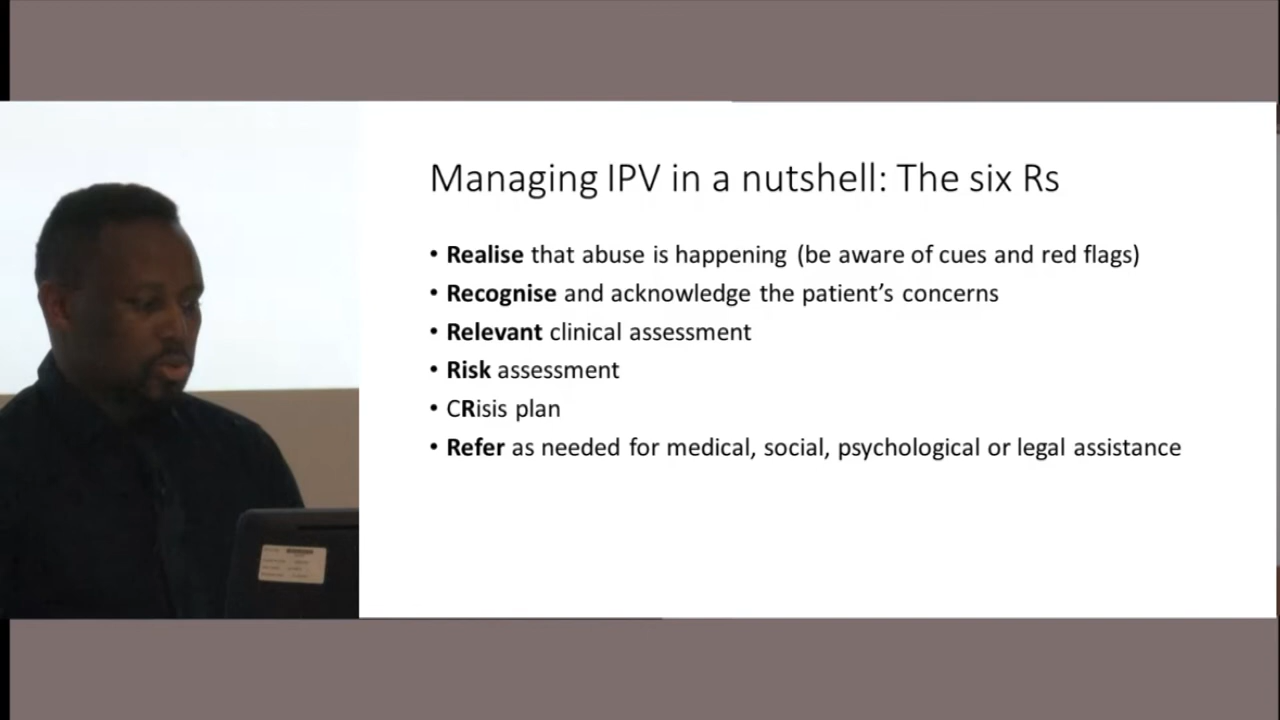 Managing IPV in a nutshell: The six Rs
• Realise that abuse is happening (be aware of cues and red flags)
• Recognise and acknowledge the patient's concerns
• Relevant clinical assessment
• Risk assessment
• CRisis plan
• Refer as needed for medical, social, psychological or legal assistance